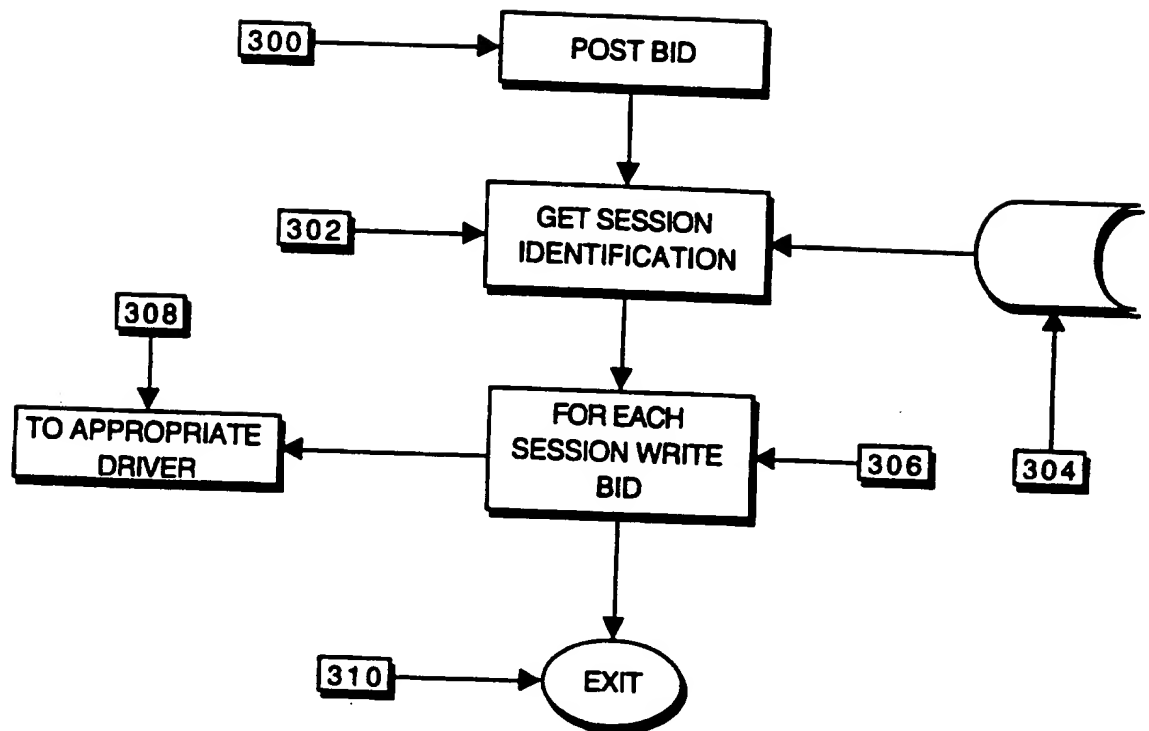 300
POST BID
302
GET SESSION
IDENTIFICATION
308
TO APPROPRIATE
DRIVER
FOR EACH
SESSION WRITE
BID
306
304
310
EXIT